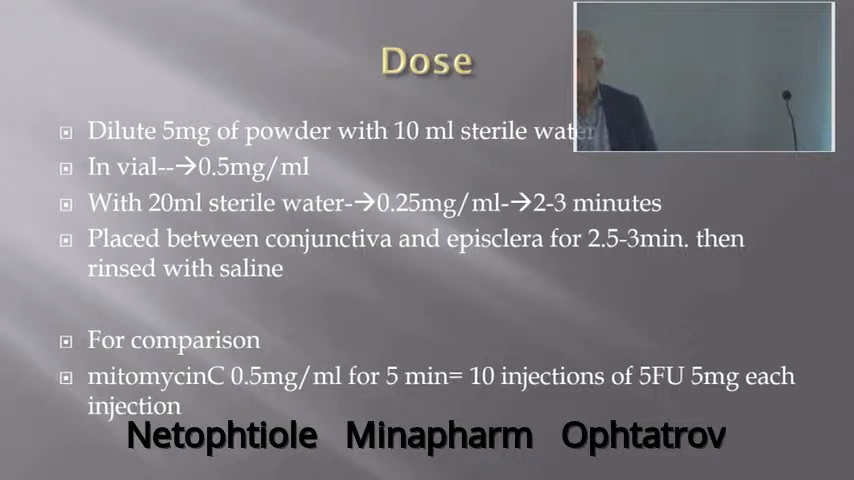 Dose
Dilute 5mg of powder with 10 ml sterile water
In vial--→0.5mg/ml
With 20ml sterile water-→0.25mg/ml-→2-3 minutes
Placed between conjunctiva and episclera for 2.5-3min. then
rinsed with saline
For comparison
mitomycinC 0.5mg/ml for 5 min= 10 injections of 5FU 5mg each
injection
Netophtiole Minapharm Ophtatrov